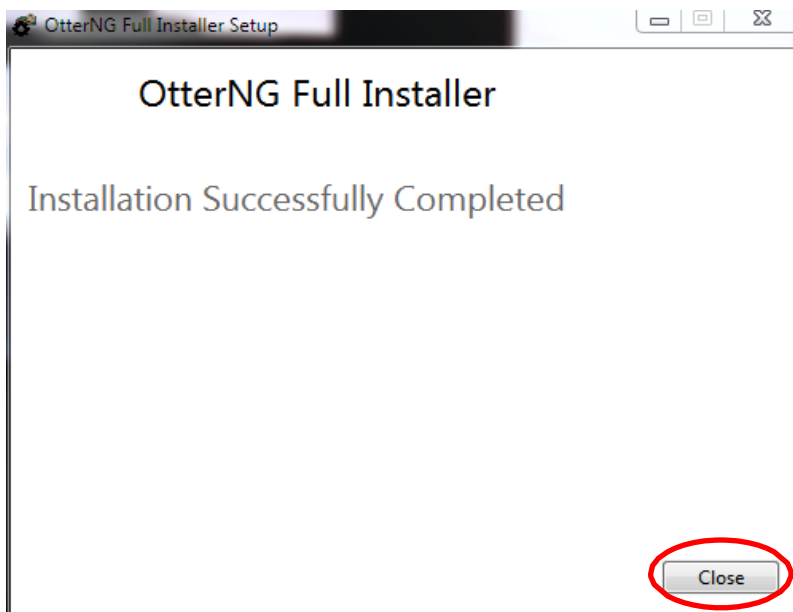 OtterNG Full Installer Setup
OtterNG Full Installer
Installation Successfully Completed
Close